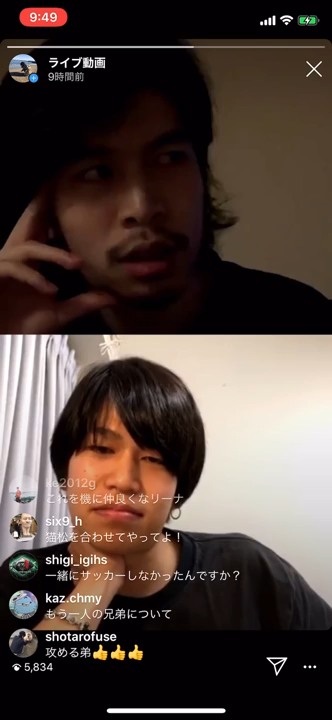 9:49
ライブ動画
9時間前
ke2012g
これを機に仲良くなリーナ
six9_h
猫松を合わせてやってよ！
shigi_igihs
一緒にサッカーしなかったんですか？
kaz.chmy
もう一人の兄弟について
shotarofuse
攻める弟👍👍👍
5,834